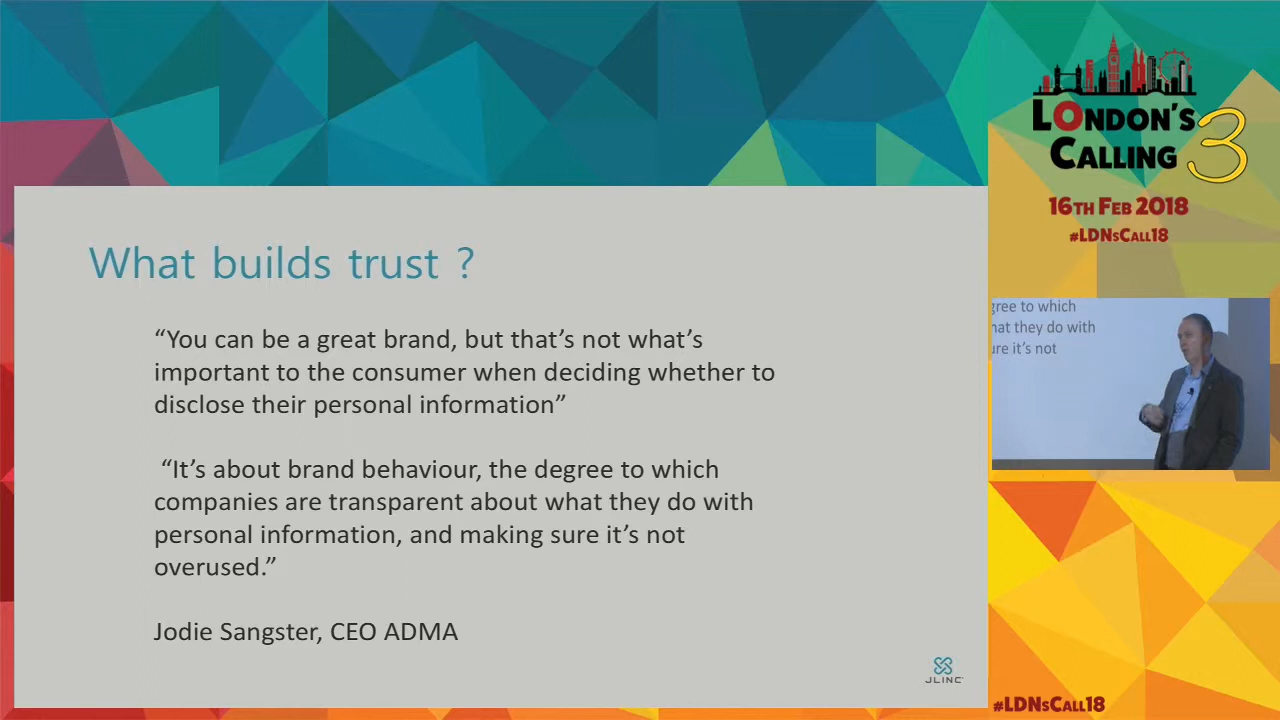 What builds trust ?
“You can be a great brand, but that’s not what’s
important to the consumer when deciding whether to
disclose their personal information”
“It’s about brand behaviour, the degree to which
companies are transparent about what they do with
personal information, and making sure it’s not
overused.”
Jodie Sangster, CEO ADMA
JLINC
LONDON'S
CALLING 3
16TH FEB 2018
#LDNSCALL18
gree to which
hat they do with
ure it’s not
#LDNSCALL18